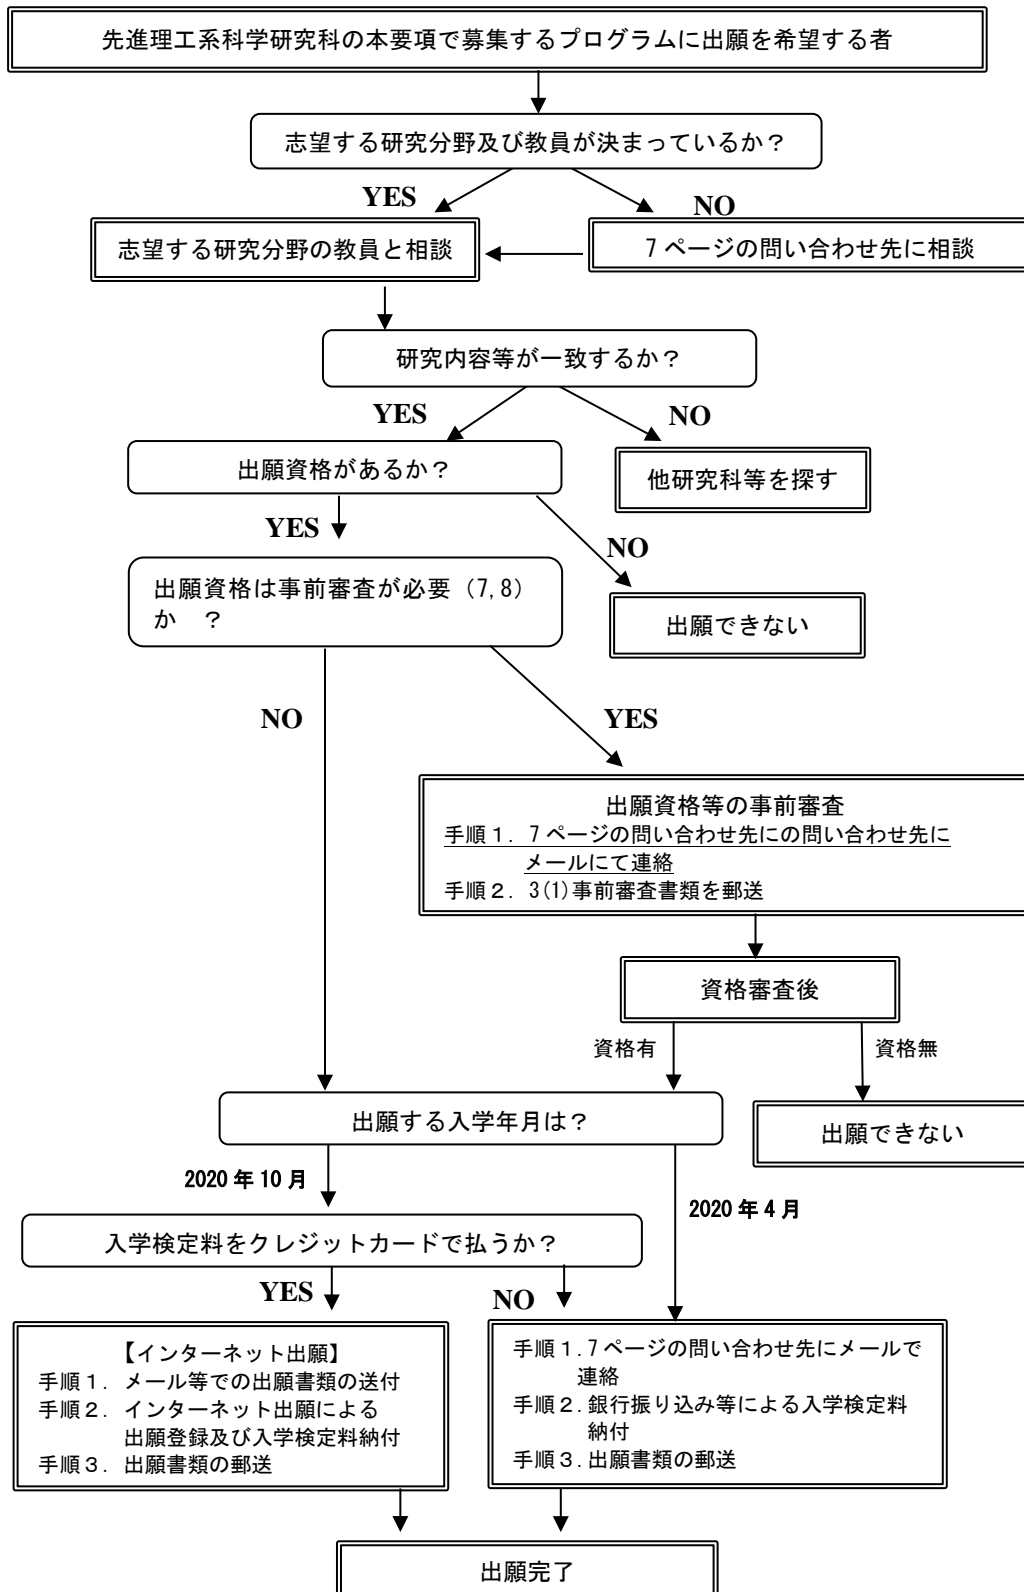 先進理工系科学研究科の本要項で募集するプログラムに出願を希望する者
志望する研究分野及び教員が決まっているか？
YES
NO
志望する研究分野の教員と相談
7 ページの問い合わせ先に相談
研究内容等が一致するか？
YES
NO
出願資格があるか？
他研究科等を探す
YES
NO
出願資格は事前審査が必要（7,8）
か　？
出願できない
NO
YES
出願資格等の事前審査
手順１．7 ページの問い合わせ先にの問い合わせ先に
メールにて連絡
手順２．3(1)事前審査書類を郵送
資格審査後
資格有
資格無
出願する入学年月は？
出願できない
2020 年 10 月
2020 年 4 月
入学検定料をクレジットカードで払うか？
YES
NO
【インターネット出願】
手順１．メール等での出願書類の送付
手順２．インターネット出願による
出願登録及び入学検定料納付
手順３．出願書類の郵送
手順１.7 ページの問い合わせ先にメールで
連絡
手順２.銀行振り込み等による入学検定料
納付
手順３.出願書類の郵送
出願完了